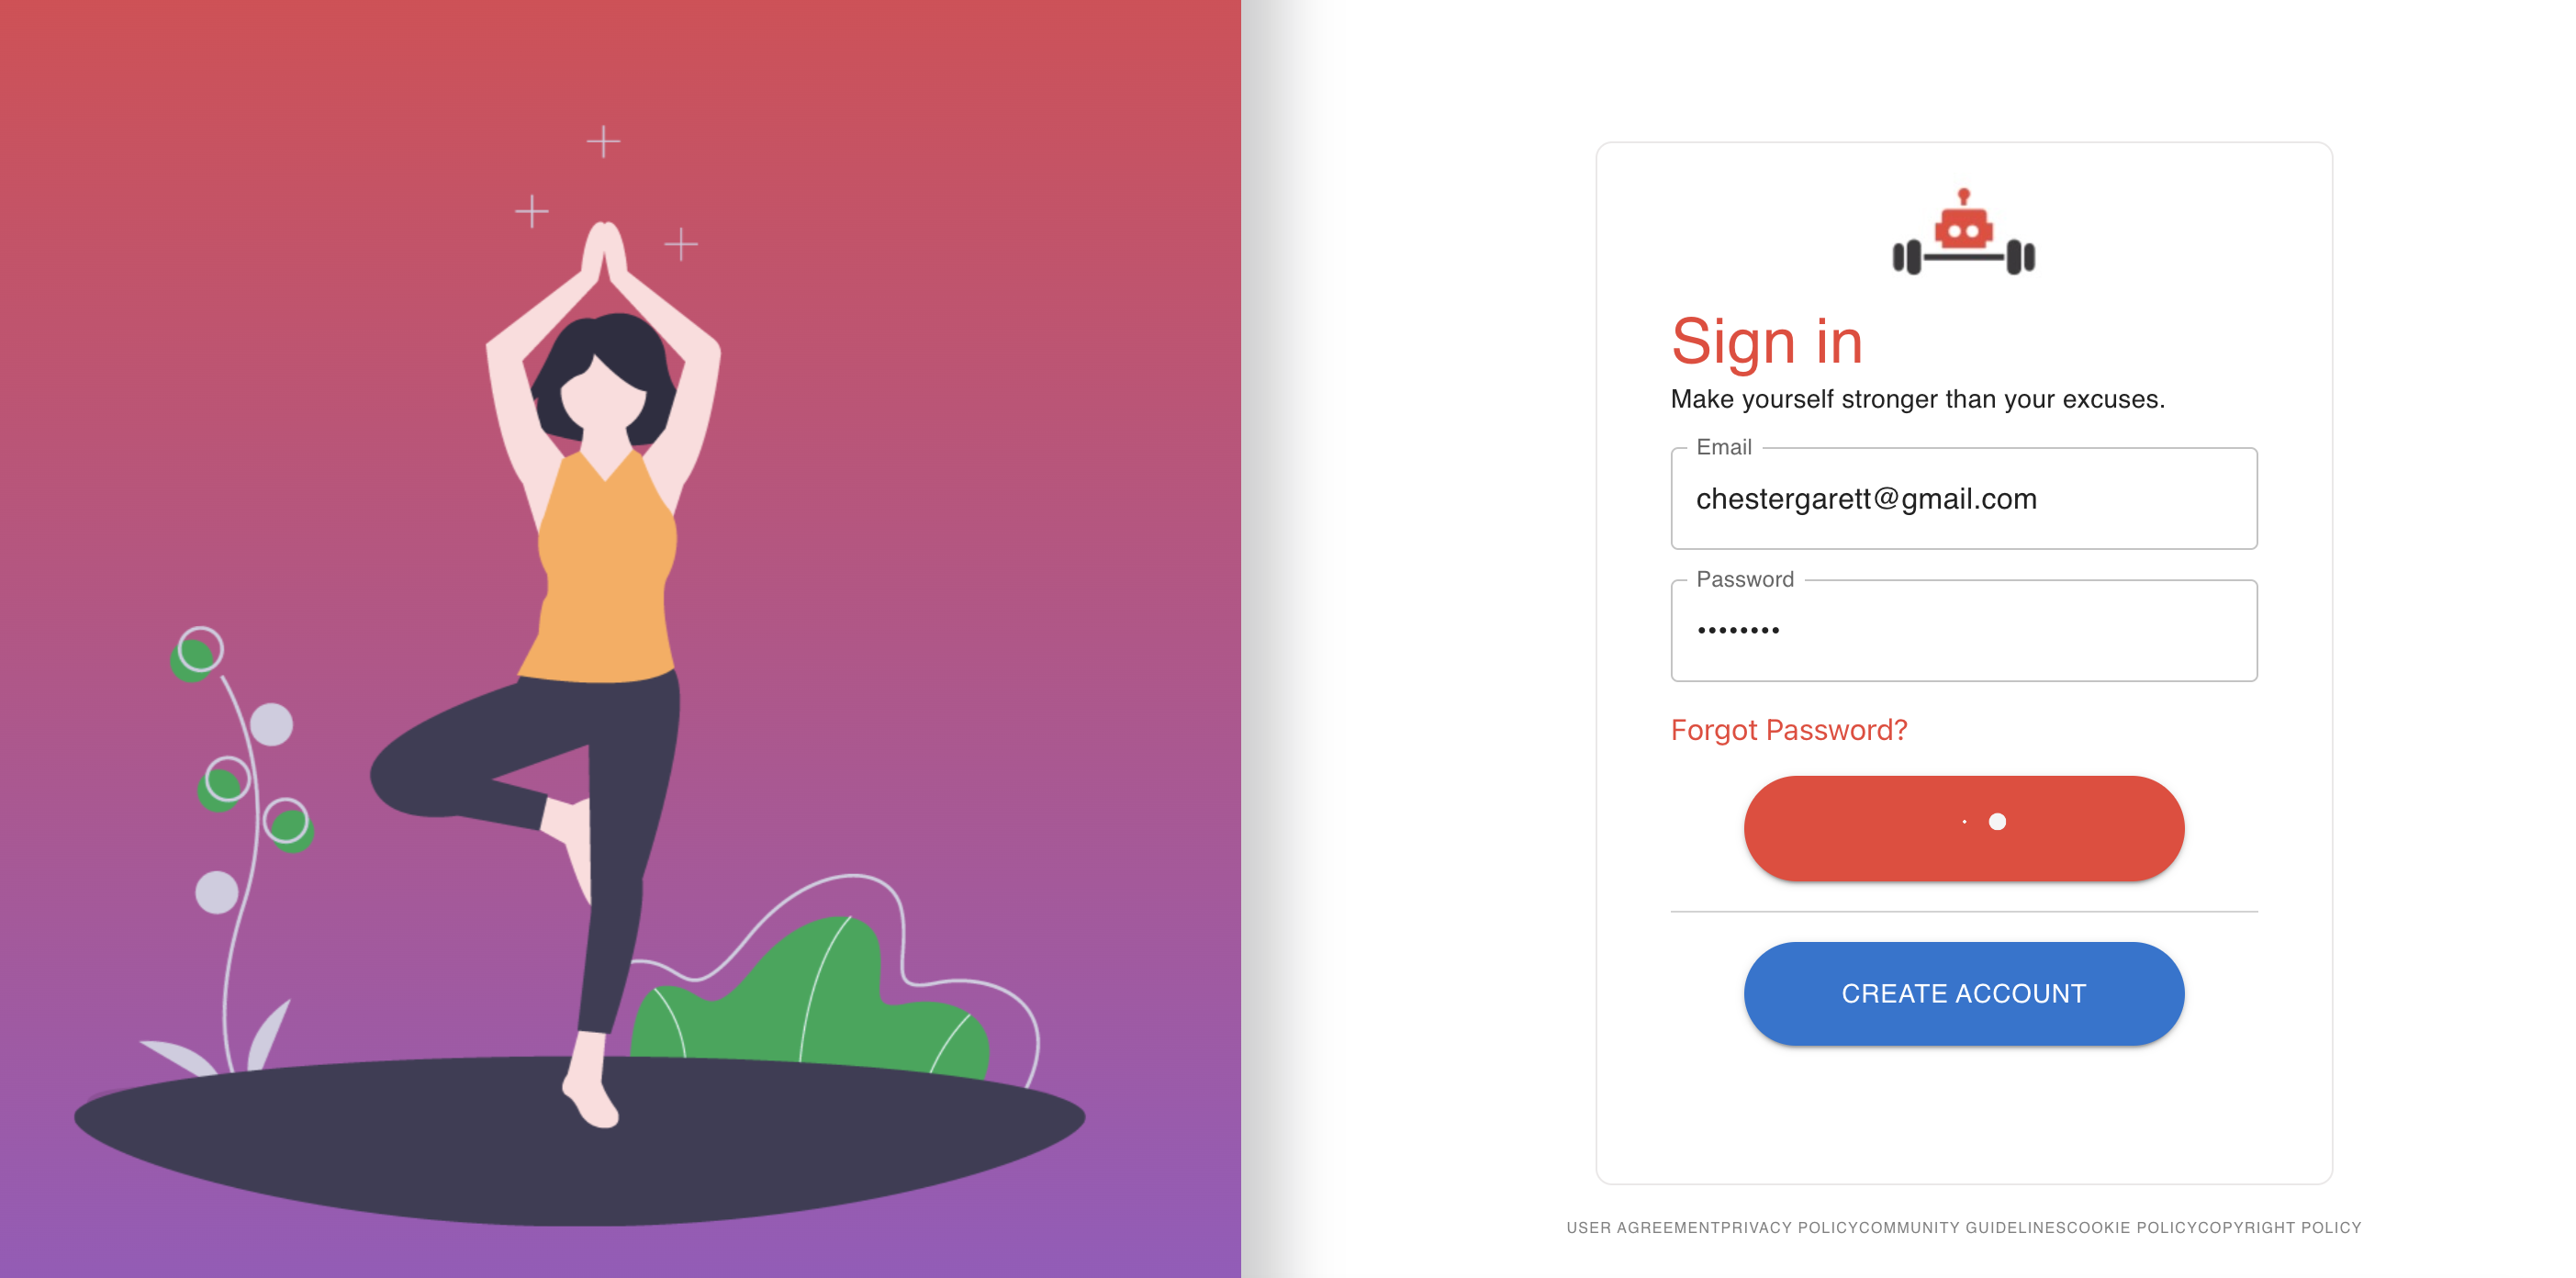 Sign in
Make yourself stronger than your excuses.
Email
chestergarett@gmail.com
Password
••••••••
Forgot Password?
CREATE ACCOUNT
USER AGREEMENTPRIVACY POLICYCOMMUNITY GUIDELINESCOOKIE POLICYCOPYRIGHT POLICY